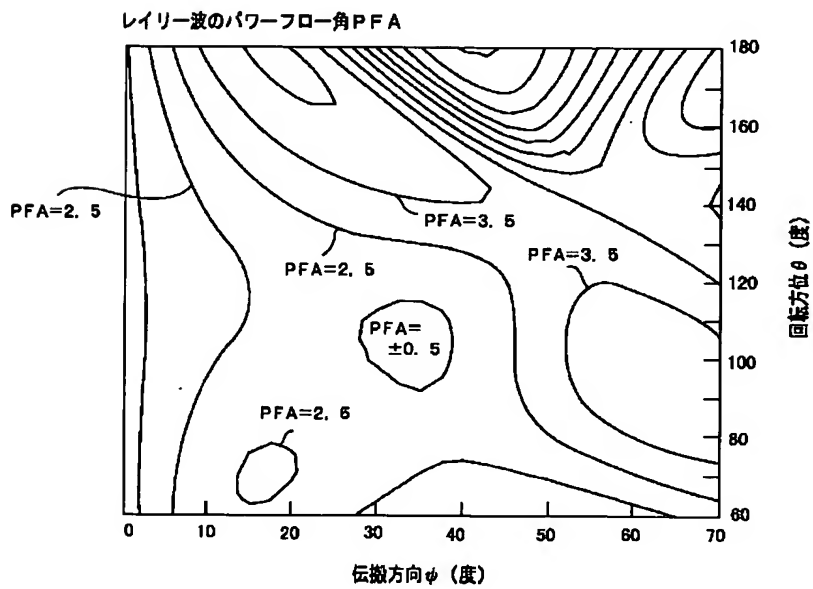 レイリー波のパワーフロー角PFA
180
160
PFA=2. 5
140
PFA=3. 5
PFA=2. 5
PFA=3. 5
120
回転方位θ（度）
PFA=
±0. 5
100
PFA=2. 5
80
60
0 10 20 30 40 50 60 70
伝搬方向ψ（度）